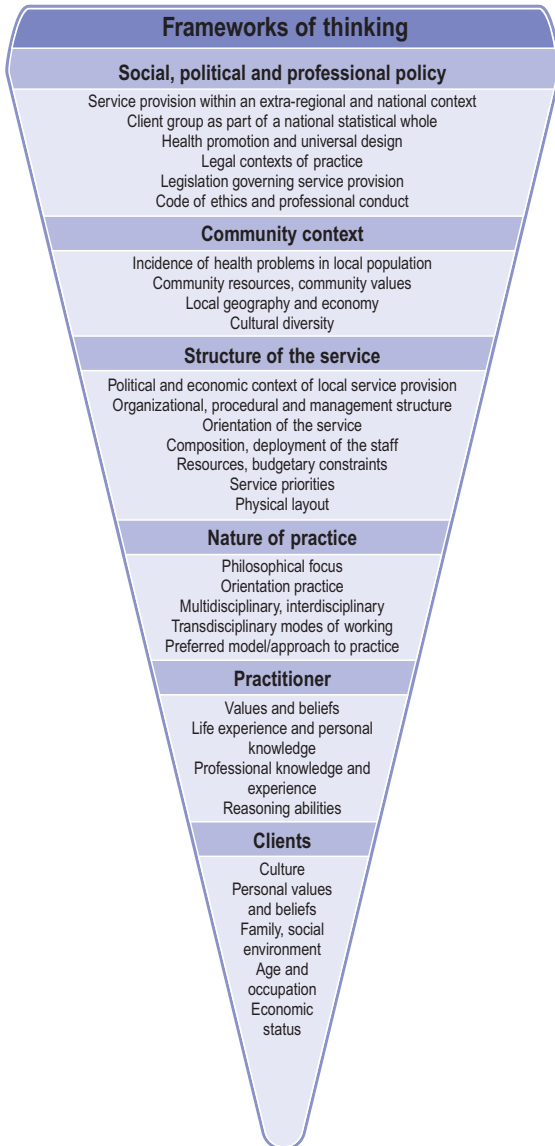 Frameworks of thinking
Social, political and professional policy
Service provision within an extra-regional and national context
Client group as part of a national statistical whole
Health promotion and universal design
Legal contexts of practice
Legislation governing service provision
Code of ethics and professional conduct
Community context
Incidence of health problems in local population
Community resources, community values
Local geography and economy
Cultural diversity
Structure of the service
Political and economic context of local service provision
Organizational, procedural and management structure
Orientation of the service
Composition, deployment of the staff
Resources, budgetary constraints
Service priorities
Physical layout
Nature of practice
Philosophical focus
Orientation practice
Multidisciplinary, interdisciplinary
Transdisciplinary modes of working
Preferred model/approach to practice
Practitioner
Values and beliefs
Life experience and personal
knowledge
Professional knowledge and
experience
Reasoning abilities
Clients
Culture
Personal values
and beliefs
Family, social
environment
Age and
occupation
Economic
status